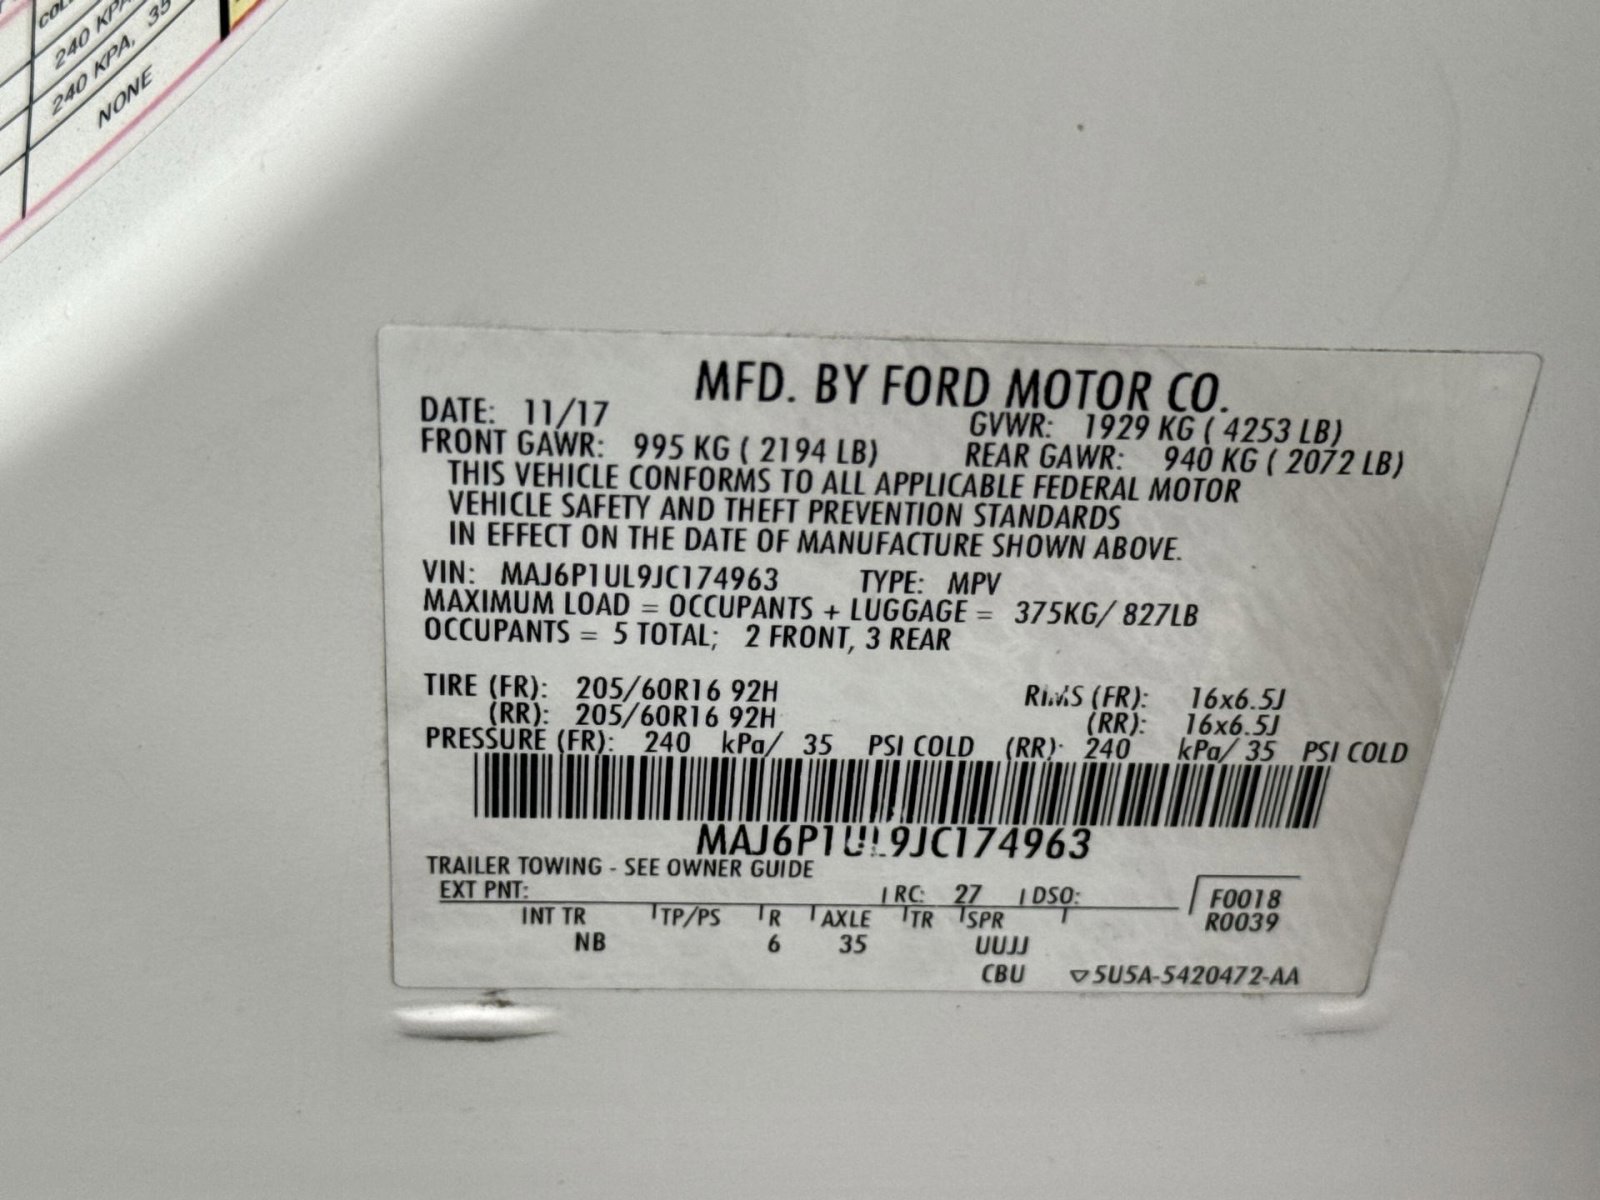 240 KPA
240 KPA, 35
NONE
MFD. BY FORD MOTOR CO.
DATE: 11/17 GVWR: 1929 KG ( 4253 LB)
FRONT GAWR: 995 KG ( 2194 LB) REAR GAWR: 940 KG ( 2072 LB)
THIS VEHICLE CONFORMS TO ALL APPLICABLE FEDERAL MOTOR
VEHICLE SAFETY AND THEFT PREVENTION STANDARDS
IN EFFECT ON THE DATE OF MANUFACTURE SHOWN ABOVE.
VIN: MAJ6P1UL9JC174963 TYPE: MPV
MAXIMUM LOAD = OCCUPANTS + LUGGAGE = 375KG/ 827LB
OCCUPANTS = 5 TOTAL; 2 FRONT, 3 REAR
TIRE (FR): 205/60R16 92H RIMS (FR): 16x6.5J
(RR): 205/60R16 92H (RR): 16x6.5J
PRESSURE (FR): 240 kPa/ 35 PSI COLD (RR): 240 kPa/ 35 PSI COLD
MAJ6P1UL9JC174963
TRAILER TOWING - SEE OWNER GUIDE
EXT PNT: RC: 27 DSO: F0018
INT TR TP/PS R AXLE TR SPR R0039
NB 6 35 UUJJ
CBU ▽5U5A-5420472-AA